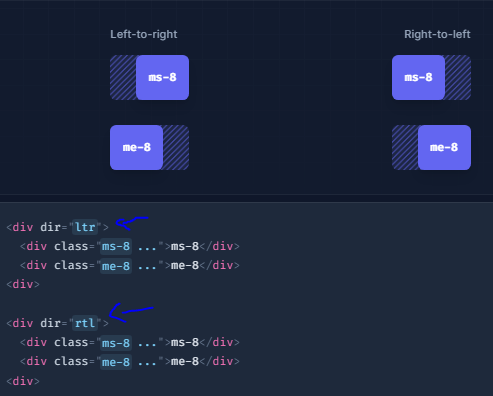 Left-to-right Right-to-left
ms-8 ms-8
me-8 me-8
<div dir="ltr">
<div class="ms-8 ...">ms-8</div>
<div class="me-8 ...">me-8</div>
<div>
<div dir="rtl">
<div class="ms-8 ...">ms-8</div>
<div class="me-8 ...">me-8</div>
<div>